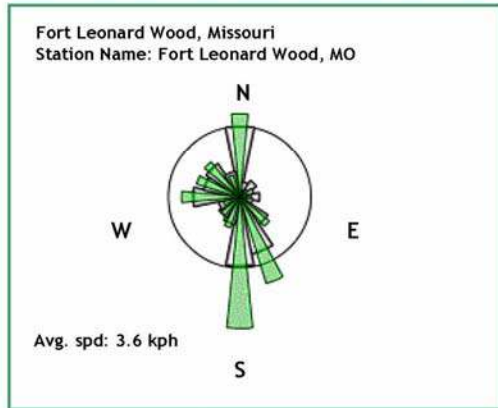 Fort Leonard Wood, Missouri
Station Name: Fort Leonard Wood, MO
N
W
E
Avg. spd: 3.6 kph
S